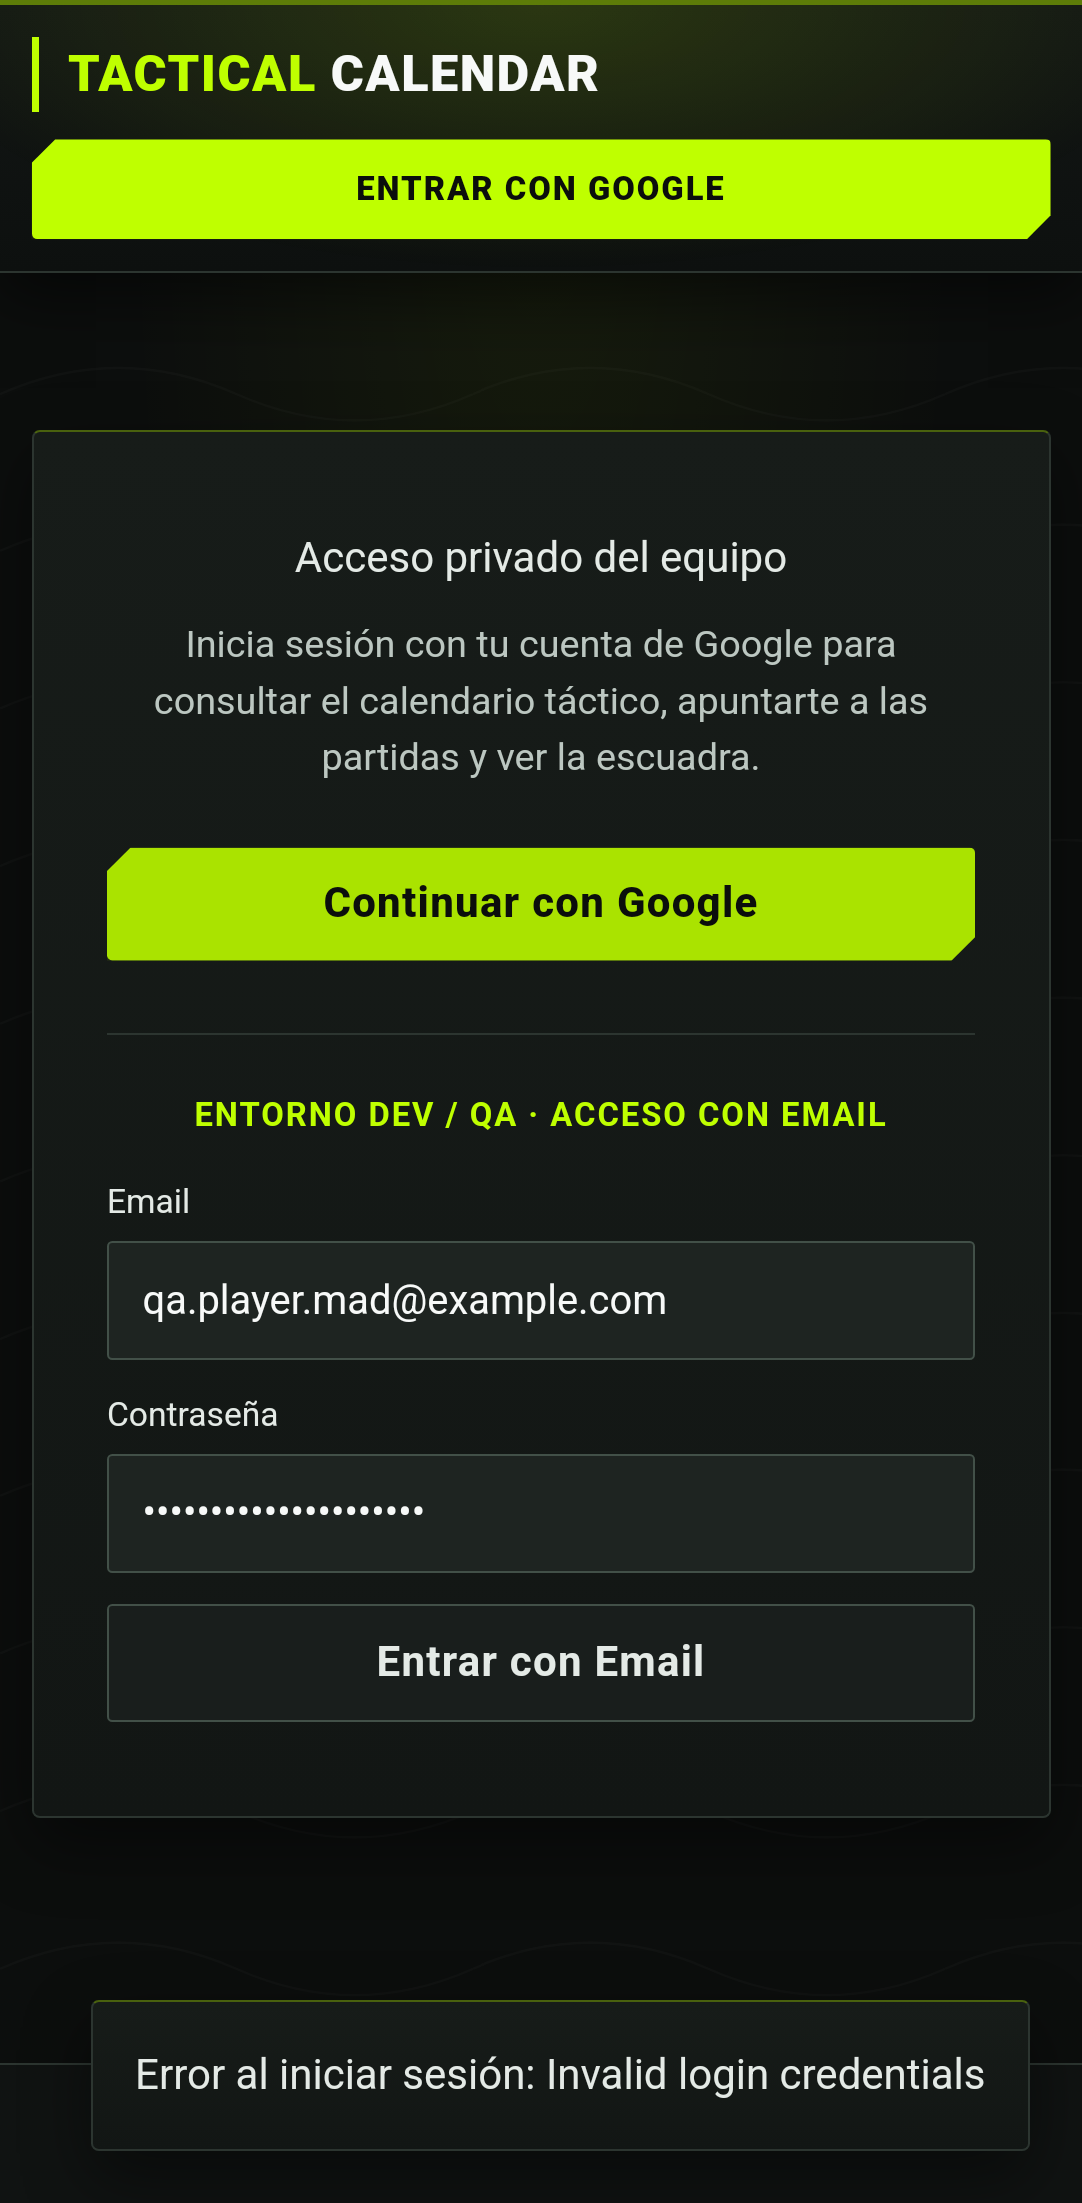 TACTICAL CALENDAR
ENTRAR CON GOOGLE
Acceso privado del equipo
Inicia sesión con tu cuenta de Google para
consultar el calendario táctico, apuntarte a las
partidas y ver la escuadra.
Continuar con Google
ENTORNO DEV / QA · ACCESO CON EMAIL
Email
qa.player.mad@example.com
Contraseña
•••••••••••••••••••••
Entrar con Email
Error al iniciar sesión: Invalid login credentials